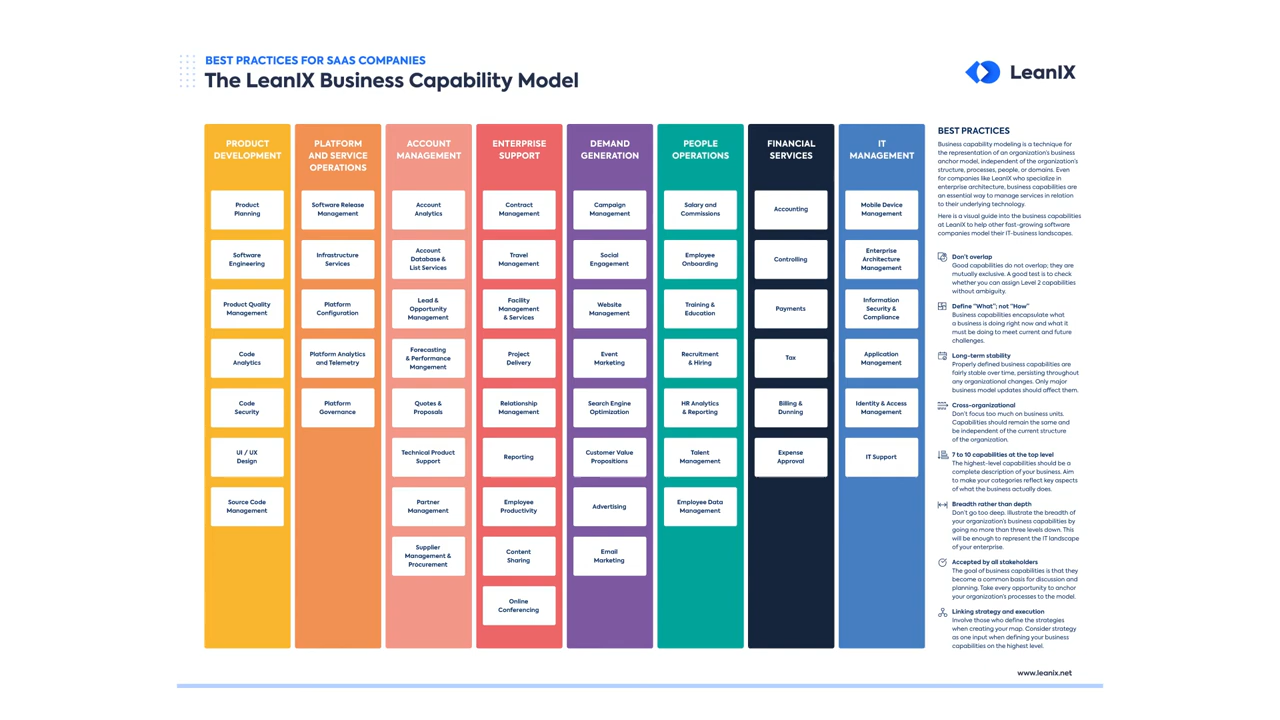 BEST PRACTICES FOR SAAS COMPANIES
The LeanIX Business Capability Model
LeanIX
PRODUCT
DEVELOPMENT
Product
Planning
Software
Engineering
Product Quality
Management
Code
Analytics
Code
Security
UI / UX
Design
Source Code
Management
PLATFORM
AND SERVICE
OPERATIONS
Software Release
Management
Infrastructure
Services
Platform
Configuration
Platform Analytics
and Telemetry
Platform
Governance
ACCOUNT
MANAGEMENT
Account
Analytics
Account
Database &
List Services
Lead &
Opportunity
Management
Forecasting
& Performance
Mangement
Quotes &
Proposals
Technical Product
Support
Partner
Management
Supplier
Management &
Procurement
ENTERPRISE
SUPPORT
Contract
Management
Travel
Management
Facility
Management
& Services
Project
Delivery
Relationship
Management
Reporting
Employee
Productivity
Content
Sharing
Online
Conferencing
DEMAND
GENERATION
Campaign
Management
Social
Engagement
Website
Management
Event
Marketing
Search Engine
Optimization
Customer Value
Propositions
Advertising
Email
Marketing
PEOPLE
OPERATIONS
Salary and
Commissions
Employee
Onboarding
Training &
Education
Recruitment
& Hiring
HR Analytics
& Reporting
Talent
Management
Employee Data
Management
FINANCIAL
SERVICES
Accounting
Controlling
Payments
Tax
Billing &
Dunning
Expense
Approval
IT
MANAGEMENT
Mobile Device
Management
Enterprise
Architecture
Management
Information
Security &
Compliance
Application
Management
Identity & Access
Management
IT Support
BEST PRACTICES
Business capability modeling is a technique for
the representation of an organization's business
anchor model, independent of the organization's
structure, processes, people, or domains. Even
for companies like LeanIX who specialize in
enterprise architecture, business capabilities are
an essential way to manage services in relation
to their underlying technology.
Here is a visual guide into the business capabilities
at LeanIX to help other fast-growing software
companies model their IT-business landscapes.
Don't overlap
Good capabilities do not overlap; they are
mutually exclusive. A good test is to check
whether you can assign Level 2 capabilities
without ambiguity.
Define "What"; not "How"
Business capabilities encapsulate what
a business is doing right now and what it
must be doing to meet current and future
challenges.
Long-term stability
Properly defined business capabilities are
fairly stable over time, persisting throughout
any organizational changes. Only major
business model updates should affect them.
Cross-organizational
Don't focus too much on business units.
Capabilities should remain the same and
be independent of the current structure
of the organization.
7 to 10 capabilities at the top level
The highest-level capabilities should be a
complete description of your business. Aim
to make your categories reflect key aspects
of what the business actually does.
Breadth rather than depth
Don't go too deep. Illustrate the breadth of
your organization's business capabilities by
going no more than three levels down. This
will be enough to represent the IT landscape
of your enterprise.
Accepted by all stakeholders
The goal of business capabilities is that they
become a common basis for discussion and
planning. Take every opportunity to anchor
your organization's processes to the model.
Linking strategy and execution
Involve those who define the strategies
when creating your map. Consider strategy
as one input when defining your business
capabilities on the highest level.
www.leanix.net